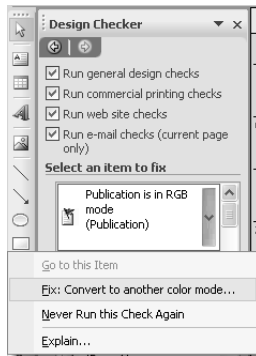 Design Checker
Run general design checks
Run commercial printing checks
Run web site checks
Run e-mail checks (current page
only)
Select an item to fix
Publication is in RGB
mode
(Publication)
Go to this Item
Fix: Convert to another color mode...
Never Run this Check Again
Explain...